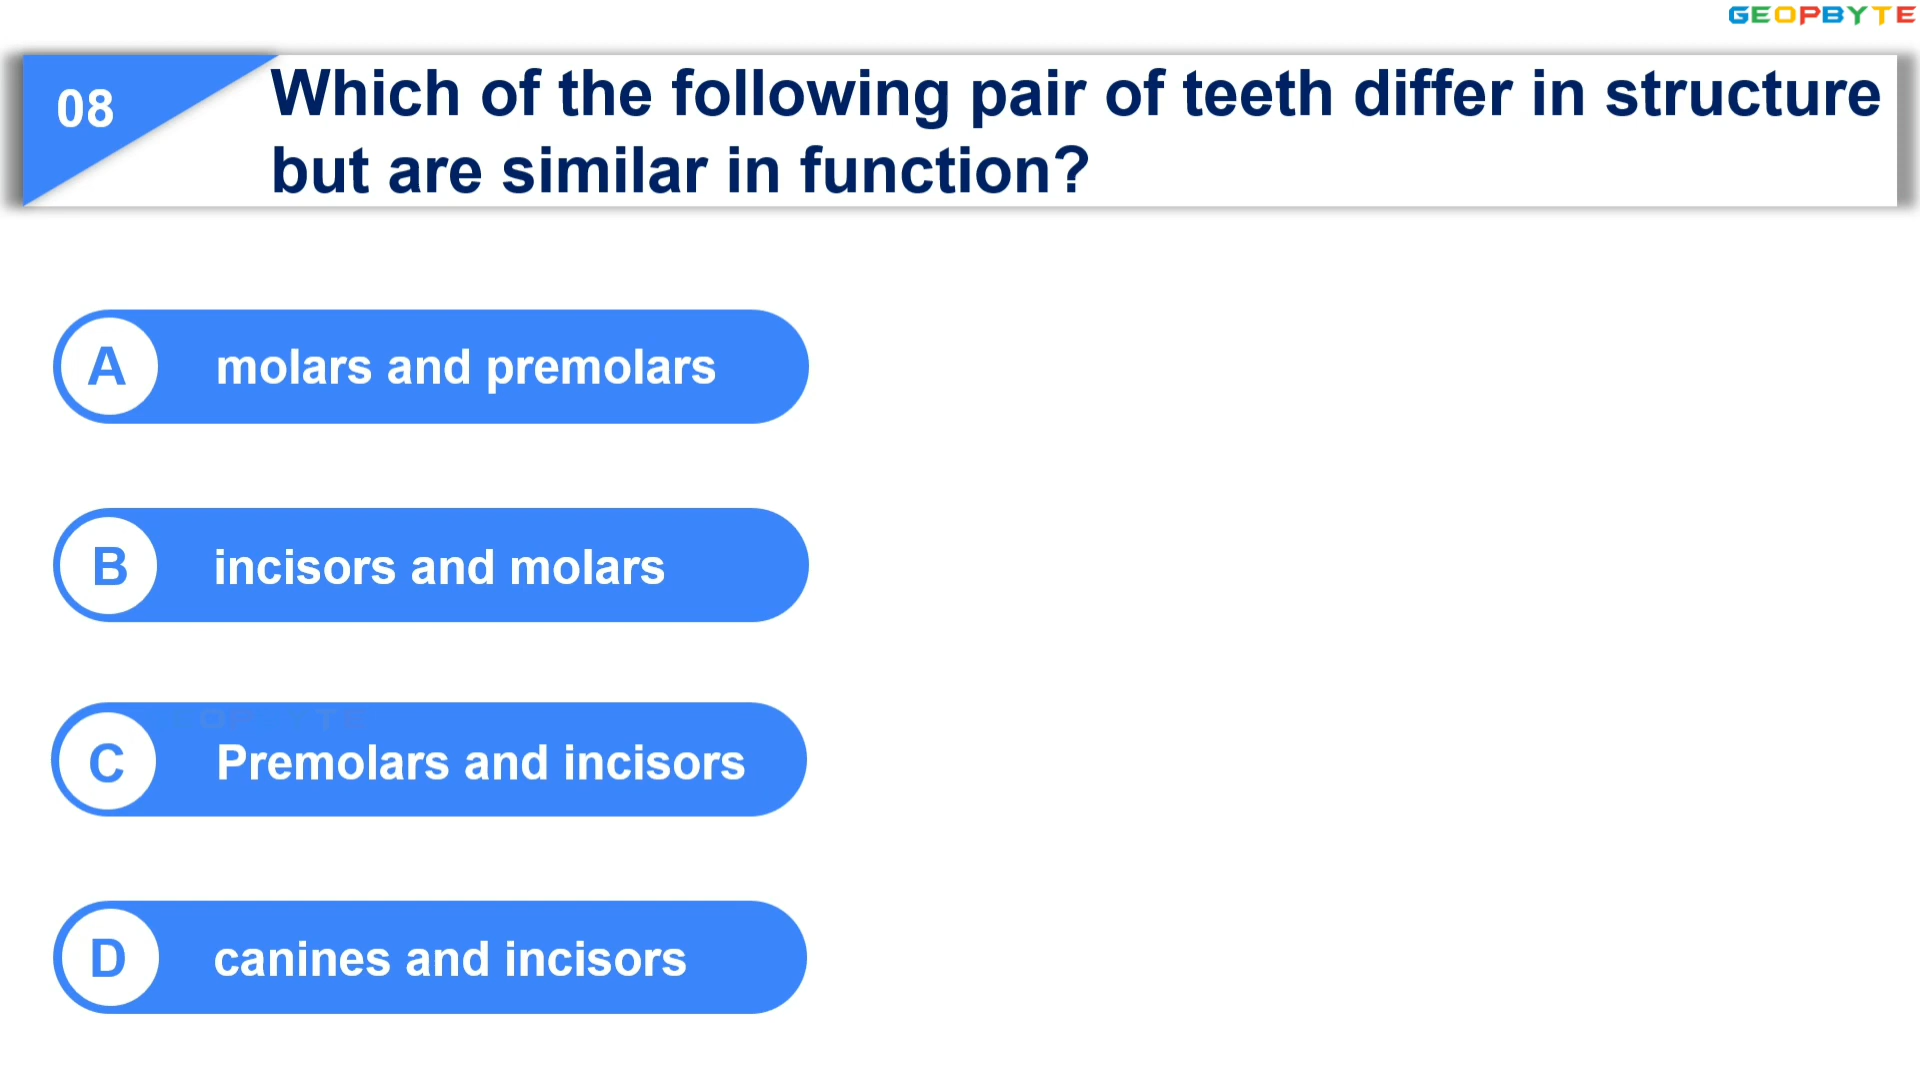 GEOPBYTE
08
Which of the following pair of teeth differ in structure
but are similar in function?
A molars and premolars
B incisors and molars
C Premolars and incisors
D canines and incisors